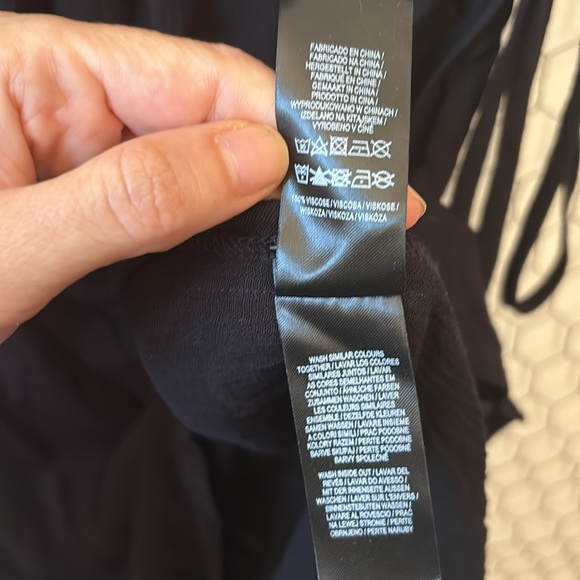 FABRICADO EN CHINA /
FABRICADO NA CHINA /
HERGESTELLT IN CHINA /
FABRIQUÉ EN CHINE /
GEMAAKT IN CHINA /
PRODOTTO IN CINA /
WYPRODUKOWANO W CHINACH /
IZDELANO NA KITAJSKEM /
VYROBENO V ČÍNĚ
100% VISCOSE / VISCOSA / VISKOSE /
WISKOZA / VISKOZA / VISKÓZA
WASH SIMILAR COLOURS
TOGETHER / LAVAR LOS COLORES
SIMILARES JUNTOS / LAVAR
AS CORES SEMELHANTES EM
CONJUNTO / ÄHNLICHE FARBEN
ZUSAMMEN WASCHEN / LAVER
LES COULEURS SIMILAIRES
ENSEMBLE / DEZELFDE KLEUREN
SAMEN WASSEN / LAVARE INSIEME
A COLORI SIMILI / PRAĆ PODOBNE
KOLORY RAZEM / PERITE PODOBNE
BARVE SKUPAJ / PERTE PODOBNÉ
BARVY SPOLEČNĚ
WASH INSIDE OUT / LAVAR DEL
REVÉS / LAVAR DO AVESSO /
MIT DER INNENSEITE AUSSEN
WASCHEN / LAVER SUR L'ENVERS /
BINNENSTEBUITEN WASSEN /
LAVARE AL ROVESCIO / PRAĆ
NA LEWEJ STRONIE / PERITE
OBRNJENO / PERTE NARUBY